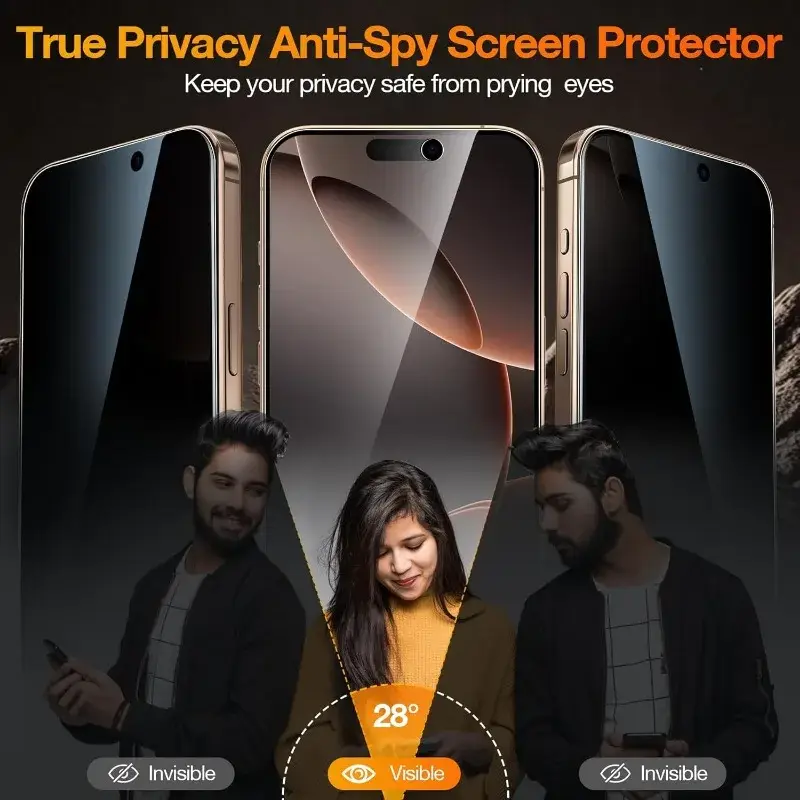 True Privacy Anti-Spy Screen Protector
Keep your privacy safe from prying eyes
28°
Invisible
Visible
Invisible